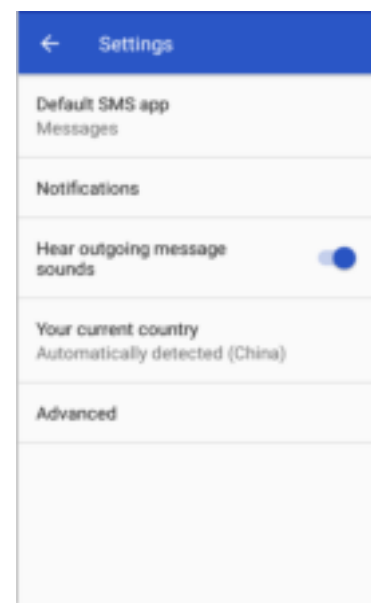 Settings
Default SMS app
Messages
Notifications
Hear outgoing message
sounds
Your current country
Automatically detected (China)
Advanced